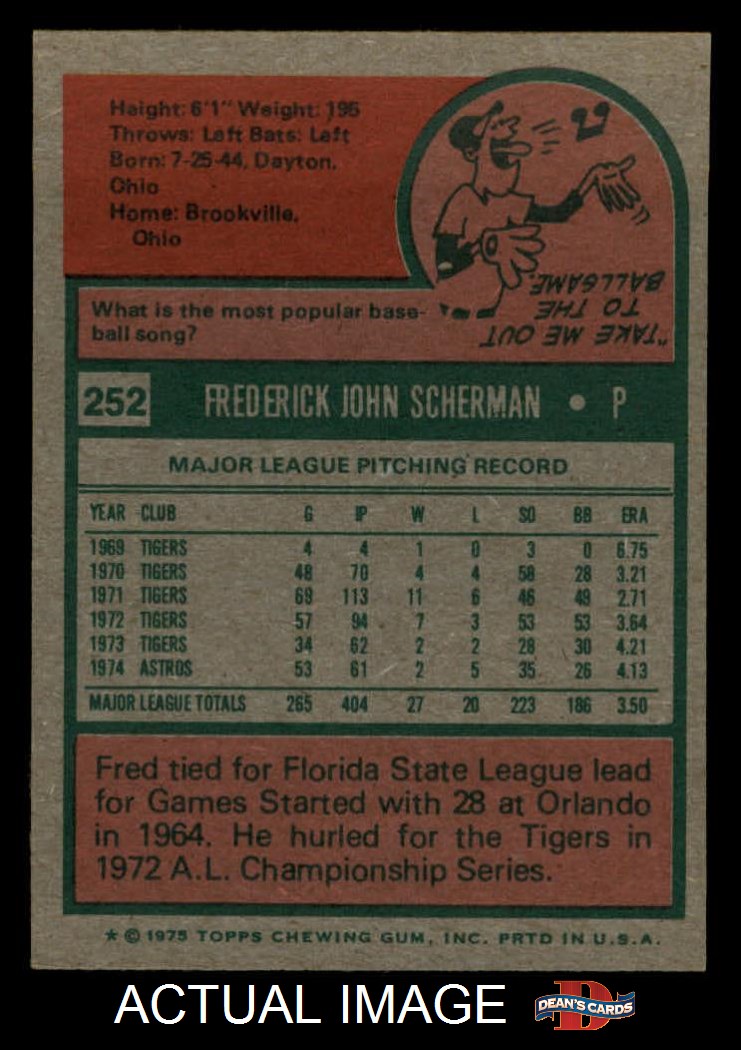 Height: 6'1" Weight: 195
Throws: Left Bats: Left
Born: 7-25-44, Dayton,
Ohio
Home: Brookville,
Ohio
What is the most popular base-
ball song?
"TAKE ME OUT
TO THE
BALLGAME.
252 FREDERICK JOHN SCHERMAN • P
MAJOR LEAGUE PITCHING RECORD
YEAR CLUB G IP W L SO BB ERA
1969 TIGERS 4 4 1 0 3 0 6.75
1970 TIGERS 48 70 4 4 58 28 3.21
1971 TIGERS 69 113 11 6 46 49 2.71
1972 TIGERS 57 94 7 3 53 53 3.64
1973 TIGERS 34 62 2 2 28 30 4.21
1974 ASTROS 53 61 2 5 35 26 4.13
MAJOR LEAGUE TOTALS 265 404 27 20 223 186 3.50
Fred tied for Florida State League lead
for Games Started with 28 at Orlando
in 1964. He hurled for the Tigers in
1972 A.L. Championship Series.
★ © 1975 TOPPS CHEWING GUM, INC. PRTD IN U.S.A.
ACTUAL IMAGE
D
DEAN'S CARDS